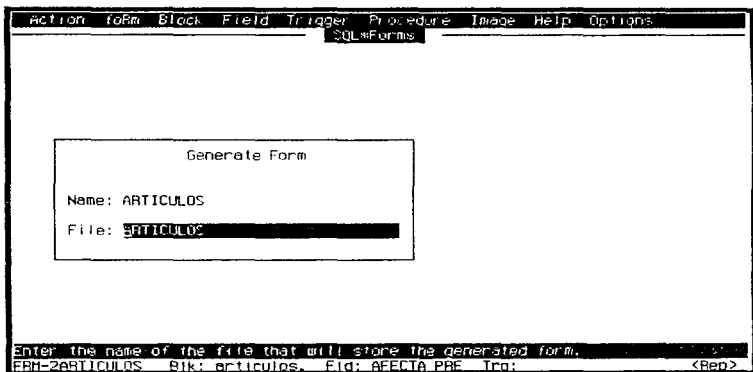 Action foRm Block Field Trigger Procedure Image Help Options
SQL*Forms
Generate Form
Name: ARTICULOS
File: ARTICULOS
Enter the name of the file that will store the generated form.
FRM-2ARTICULOS Blk: articulos. Fld: AFECTA PRE Trg: <Rep>